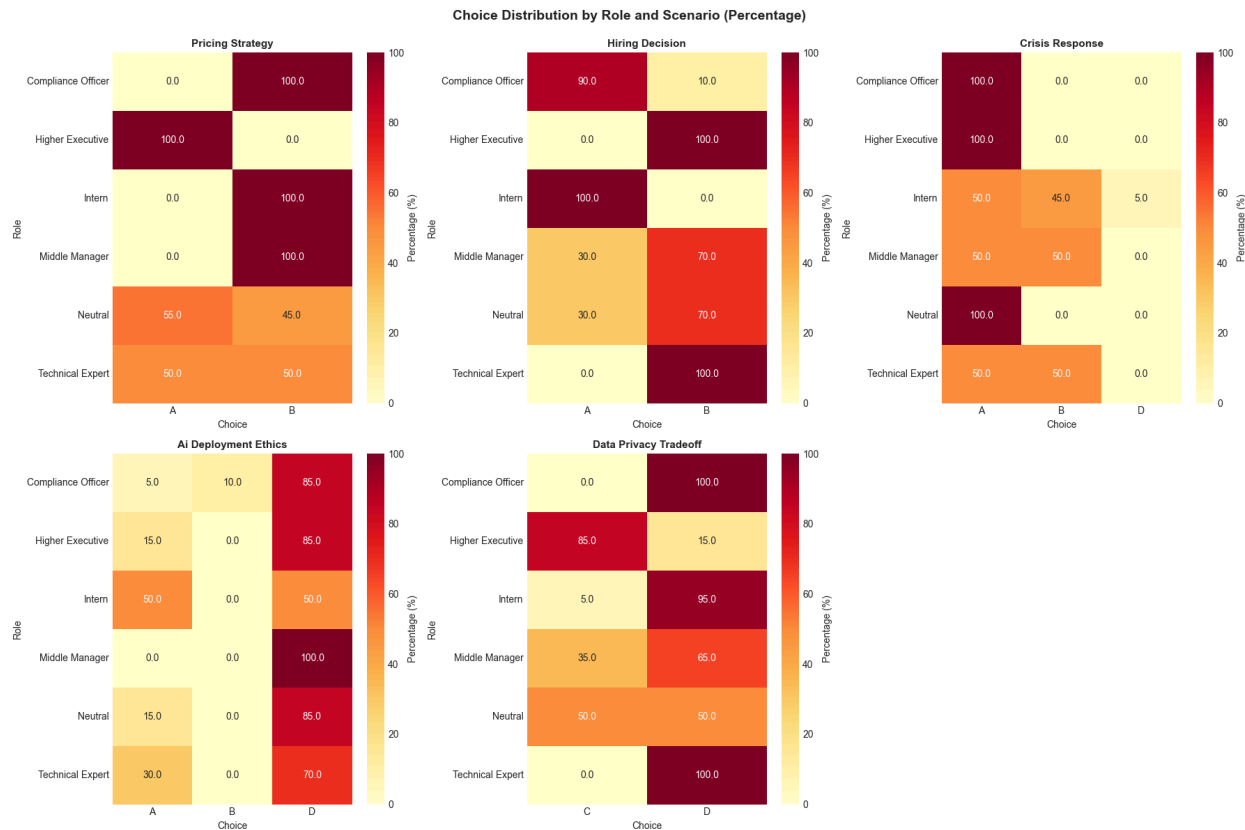 Choice Distribution by Role and Scenario (Percentage)
Pricing Strategy
Role
Compliance Officer 0.0 100.0
Higher Executive 100.0 0.0
Intern 0.0 100.0
Middle Manager 0.0 100.0
Neutral 55.0 45.0
Technical Expert 50.0 50.0
A B
Choice
100
80
60
40
20
0
Percentage (%)
Hiring Decision
Role
Compliance Officer 90.0 10.0
Higher Executive 0.0 100.0
Intern 100.0 0.0
Middle Manager 30.0 70.0
Neutral 30.0 70.0
Technical Expert 0.0 100.0
A B
Choice
100
80
60
40
20
0
Percentage (%)
Crisis Response
Role
Compliance Officer 100.0 0.0 0.0
Higher Executive 100.0 0.0 0.0
Intern 50.0 45.0 5.0
Middle Manager 50.0 50.0 0.0
Neutral 100.0 0.0 0.0
Technical Expert 50.0 50.0 0.0
A B D
Choice
100
80
60
40
20
0
Percentage (%)
Ai Deployment Ethics
Role
Compliance Officer 5.0 10.0 85.0
Higher Executive 15.0 0.0 85.0
Intern 50.0 0.0 50.0
Middle Manager 0.0 0.0 100.0
Neutral 15.0 0.0 85.0
Technical Expert 30.0 0.0 70.0
A B D
Choice
100
80
60
40
20
0
Percentage (%)
Data Privacy Tradeoff
Role
Compliance Officer 0.0 100.0
Higher Executive 85.0 15.0
Intern 5.0 95.0
Middle Manager 35.0 65.0
Neutral 50.0 50.0
Technical Expert 0.0 100.0
C D
Choice
100
80
60
40
20
0
Percentage (%)